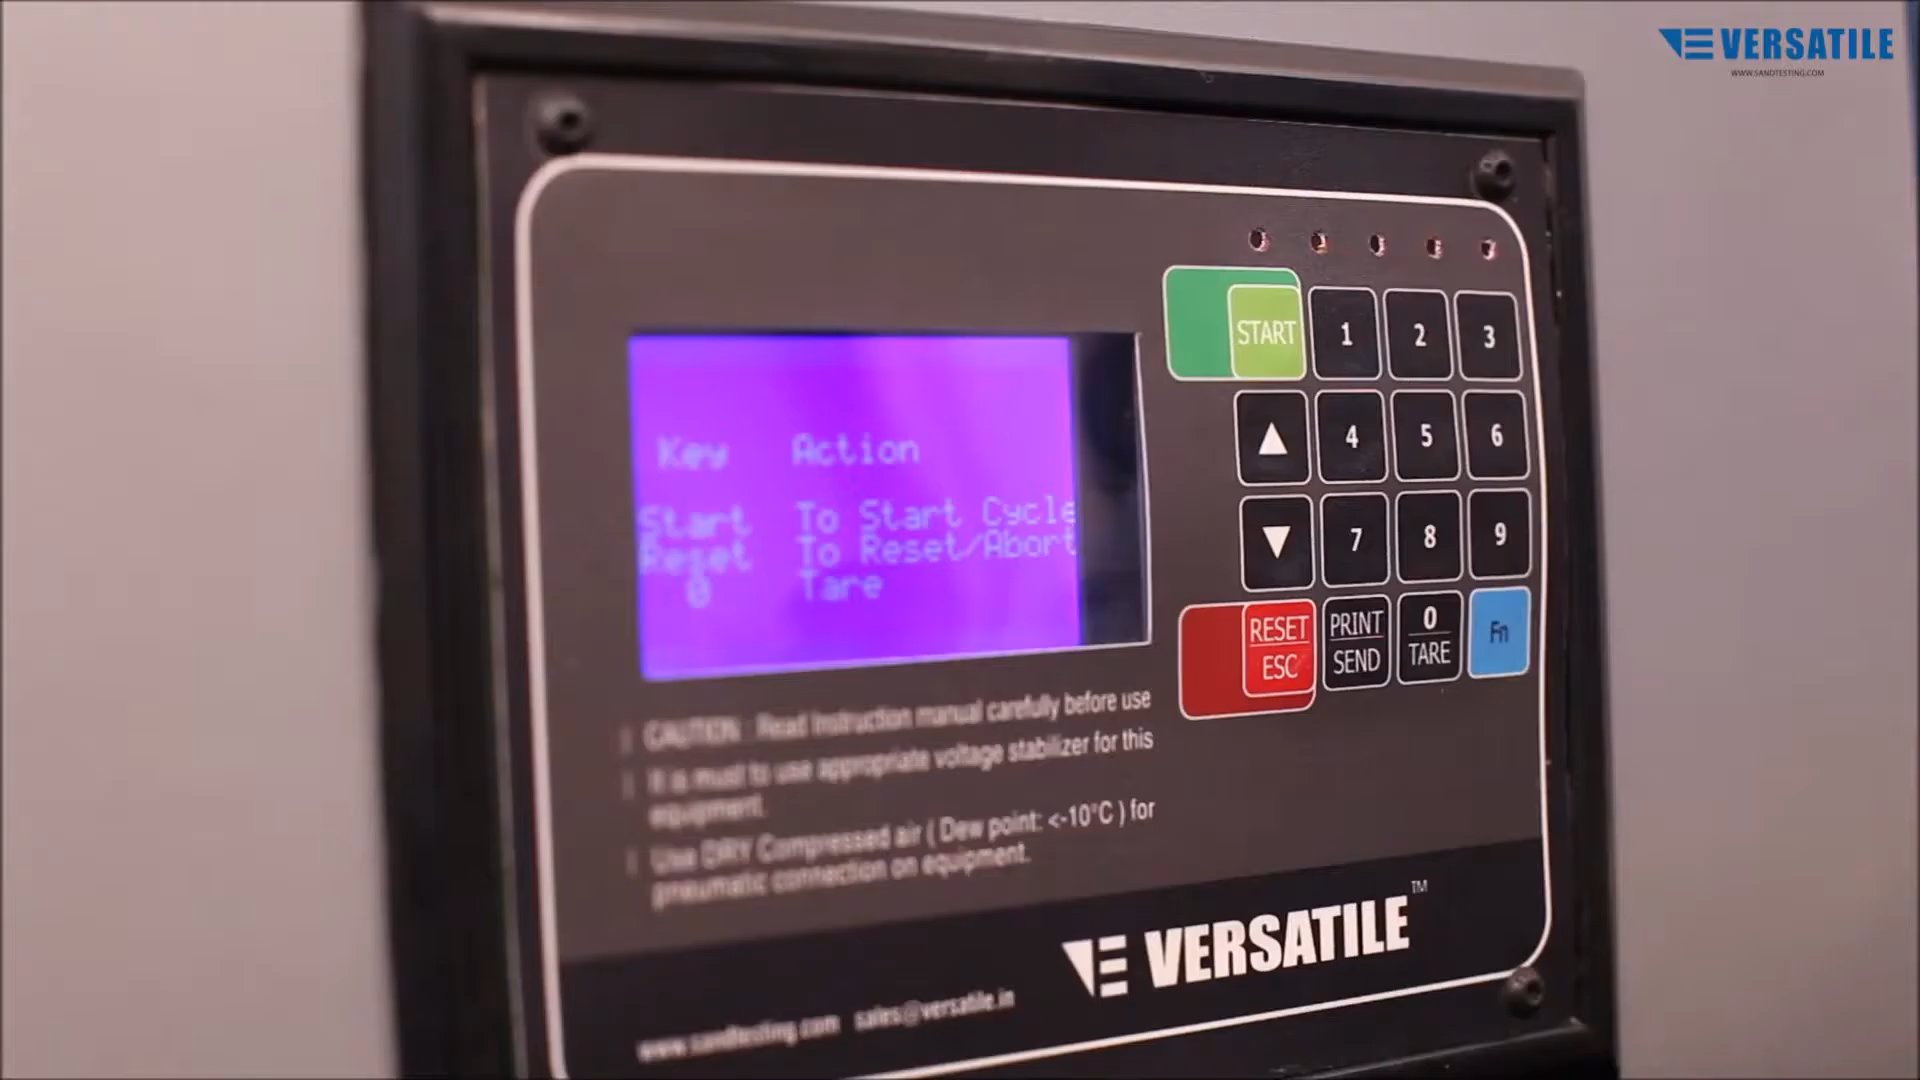 VERSATILE
WWW.SANDTESTING.COM
Key Action
Start To Start Cycle
Reset To Reset/Abort
0 Tare
START 1 2 3
▲ 4 5 6
▼ 7 8 9
RESET PRINT 0 Fn
ESC SEND TARE
CAUTION : Read Instruction manual carefully before use
It is must to use appropriate voltage stabilizer for this
equipment.
Use DRY Compressed air ( Dew point: <-10°C ) for
pneumatic connection on equipment.
VERSATILE™
www.sandtesting.com sales@versatile.in